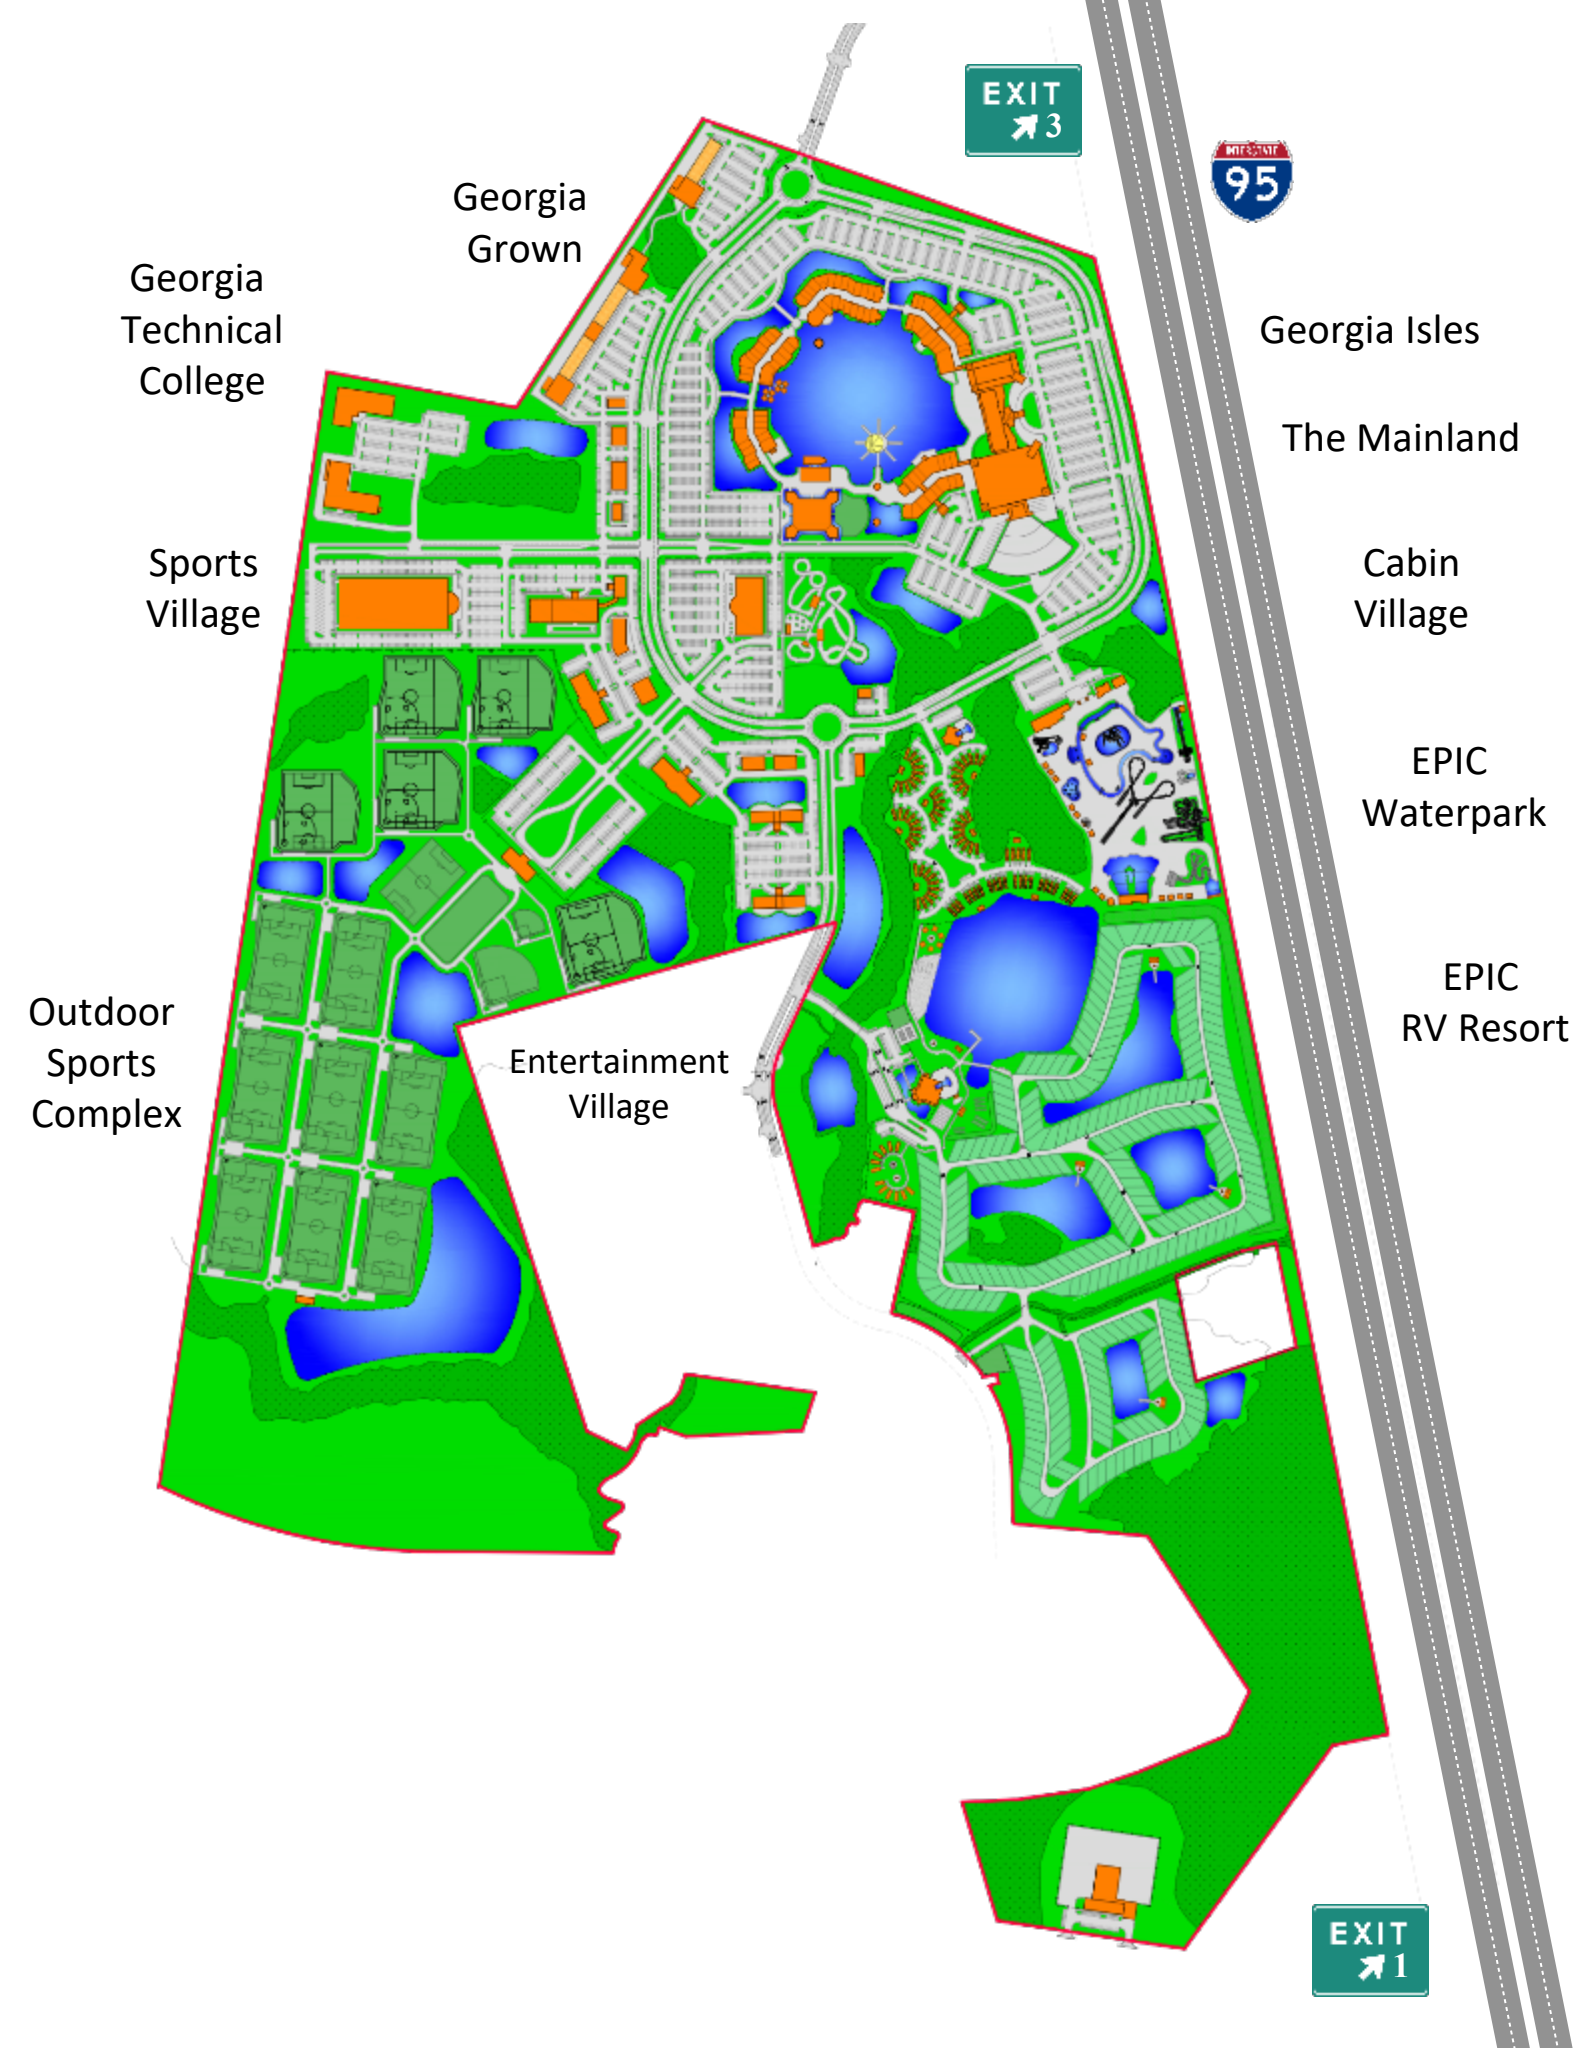 EXIT
3
INTERSTATE
95
Georgia
Grown
Georgia
Technical
College
Georgia Isles
The Mainland
Sports
Village
Cabin
Village
EPIC
Waterpark
EPIC
RV Resort
Outdoor
Sports
Complex
Entertainment
Village
EXIT
1